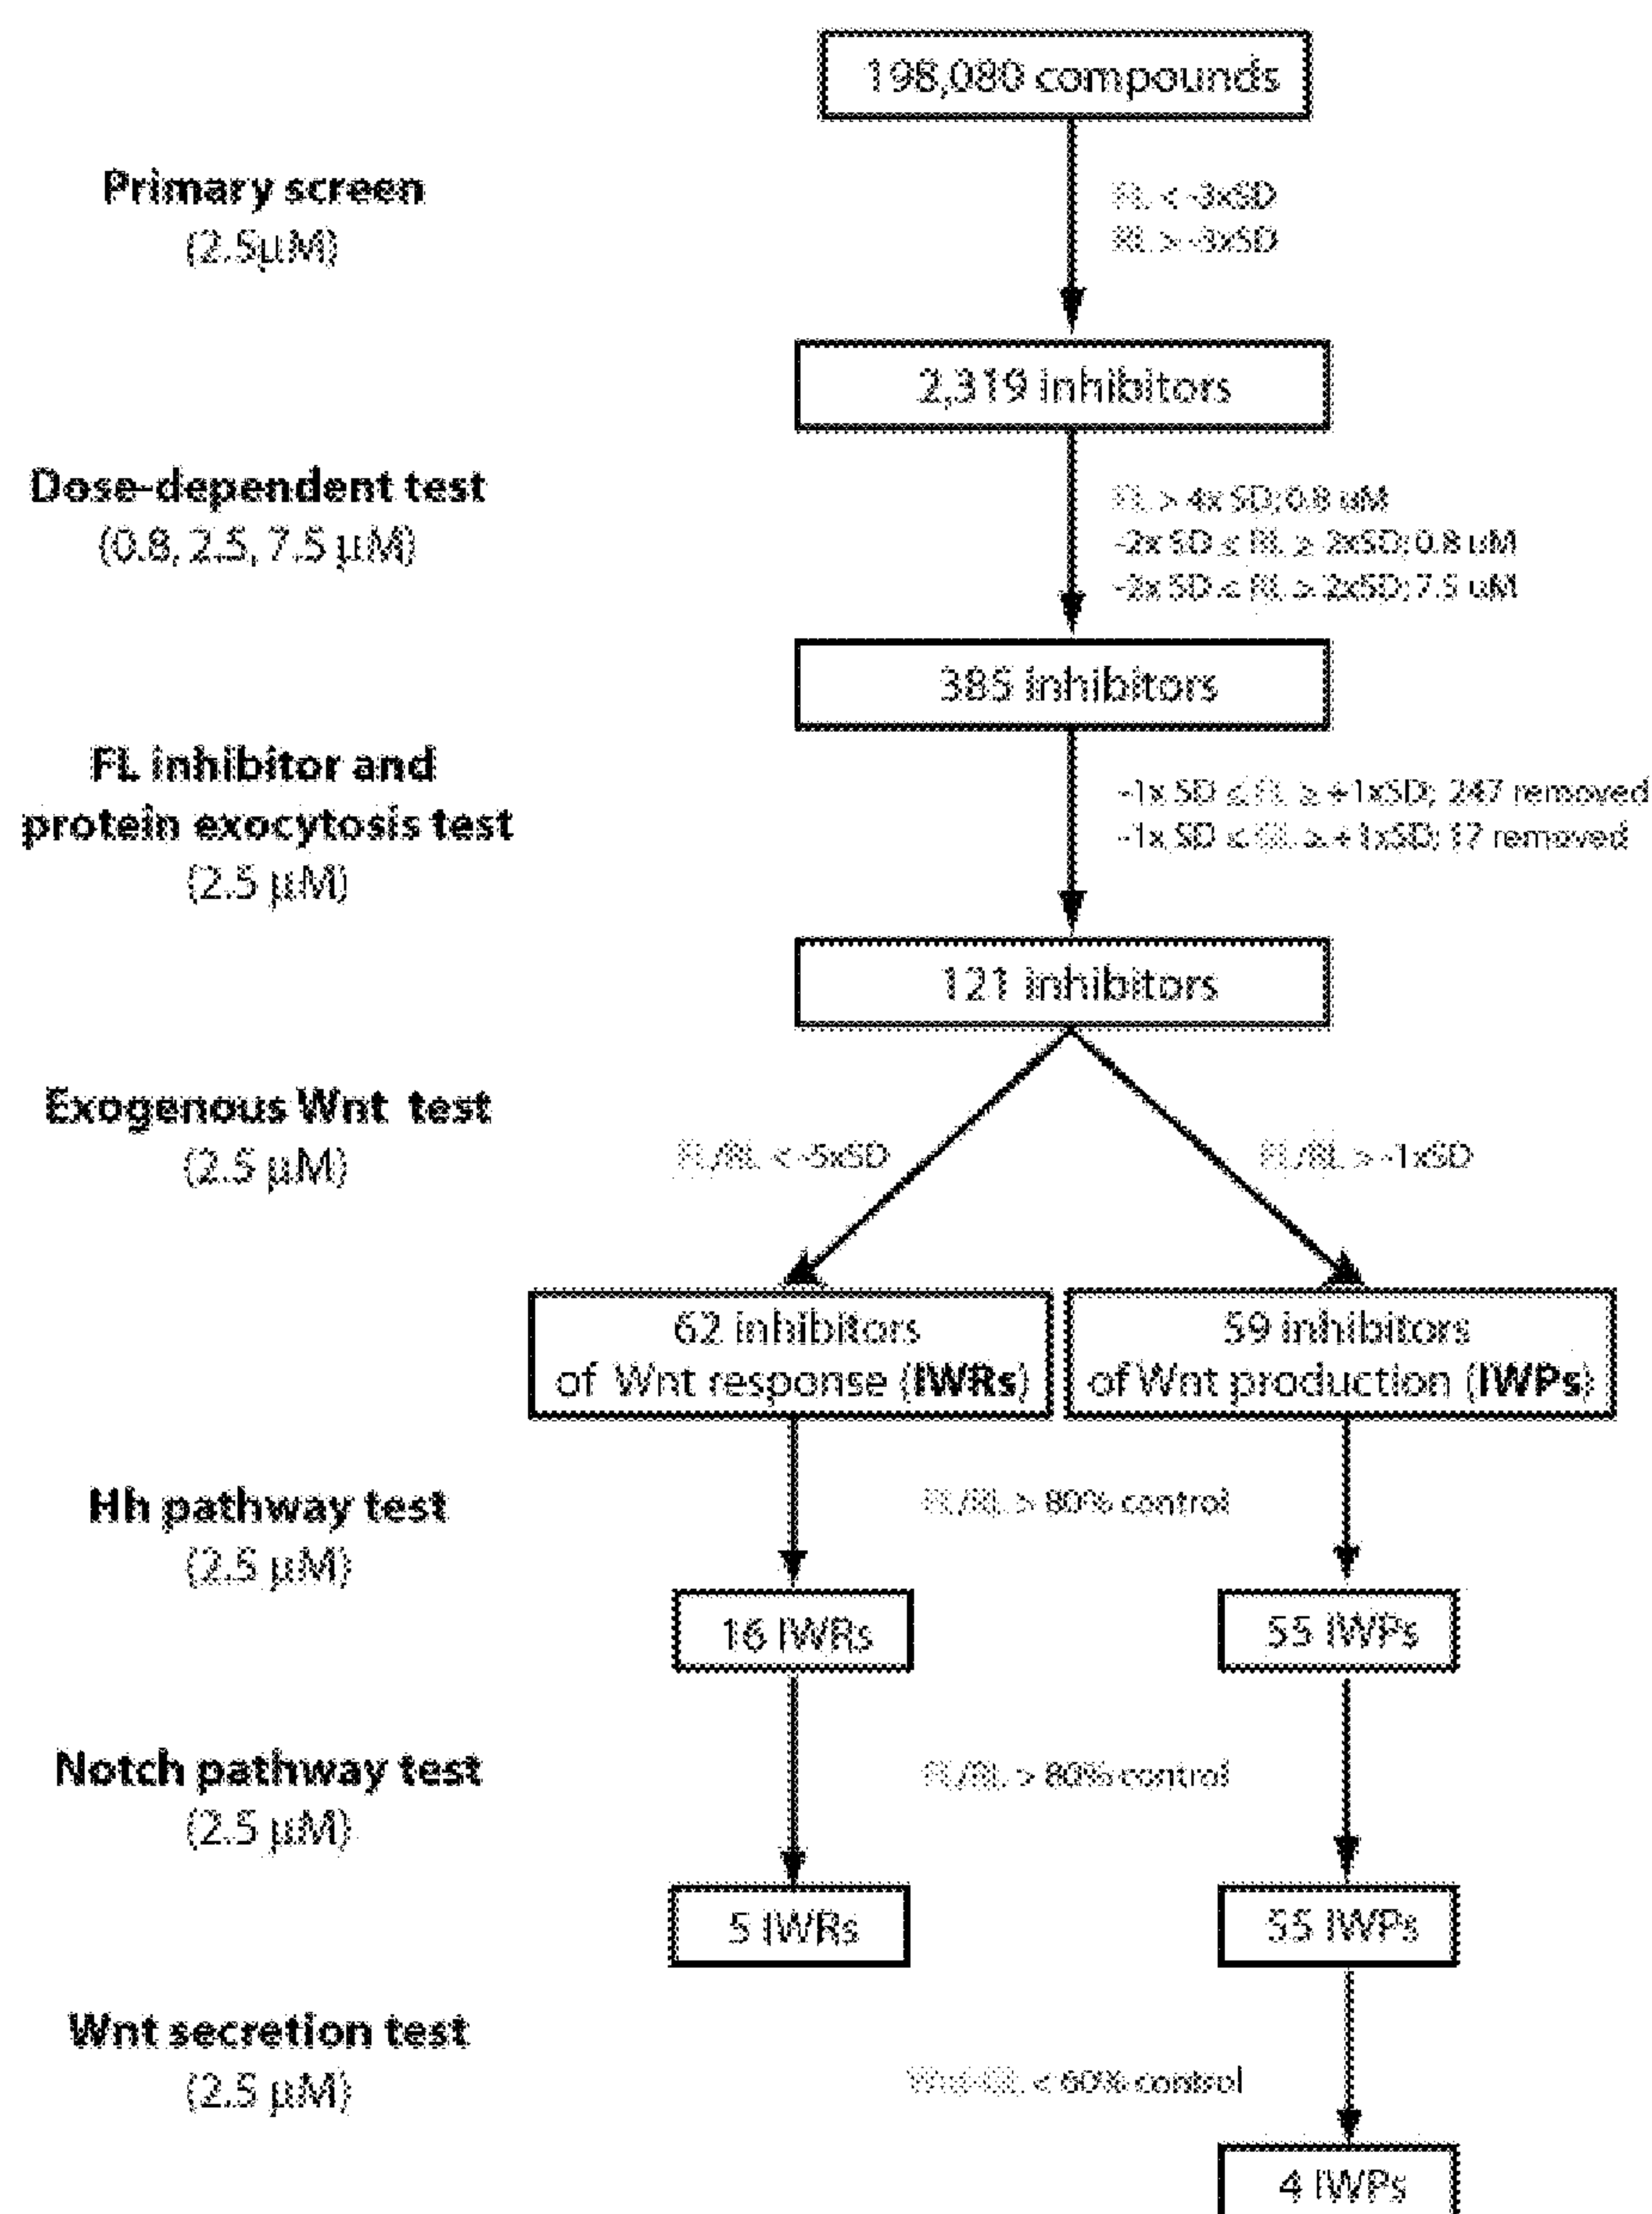 198,080 compounds
Primary screen
(2.5µM)
FL < -3xSD
RL > -3xSD
2,319 inhibitors
Dose-dependent test
(0.8, 2.5, 7.5 µM)
FL > 4x SD; 0.8 uM
-2x SD ≤ RL ≥ 2xSD; 0.8 uM
-2x SD ≤ RL ≥ 2xSD; 7.5 uM
385 inhibitors
FL inhibitor and
protein exocytosis test
(2.5 µM)
-1x SD ≤ FL ≥ +1xSD; 247 removed
-1x SD ≤ GL ≥ +1xSD; 17 removed
121 inhibitors
Exogenous Wnt test
(2.5 µM)
FL/RL < -5xSD
FL/RL > -1xSD
62 inhibitors
of Wnt response (IWRs)
59 inhibitors
of Wnt production (IWPs)
Hh pathway test
(2.5 µM)
FL/RL > 80% control
16 IWRs
55 IWPs
Notch pathway test
(2.5 µM)
FL/RL > 80% control
5 IWRs
55 IWPs
Wnt secretion test
(2.5 µM)
Wnt-GL < 60% control
4 IWPs